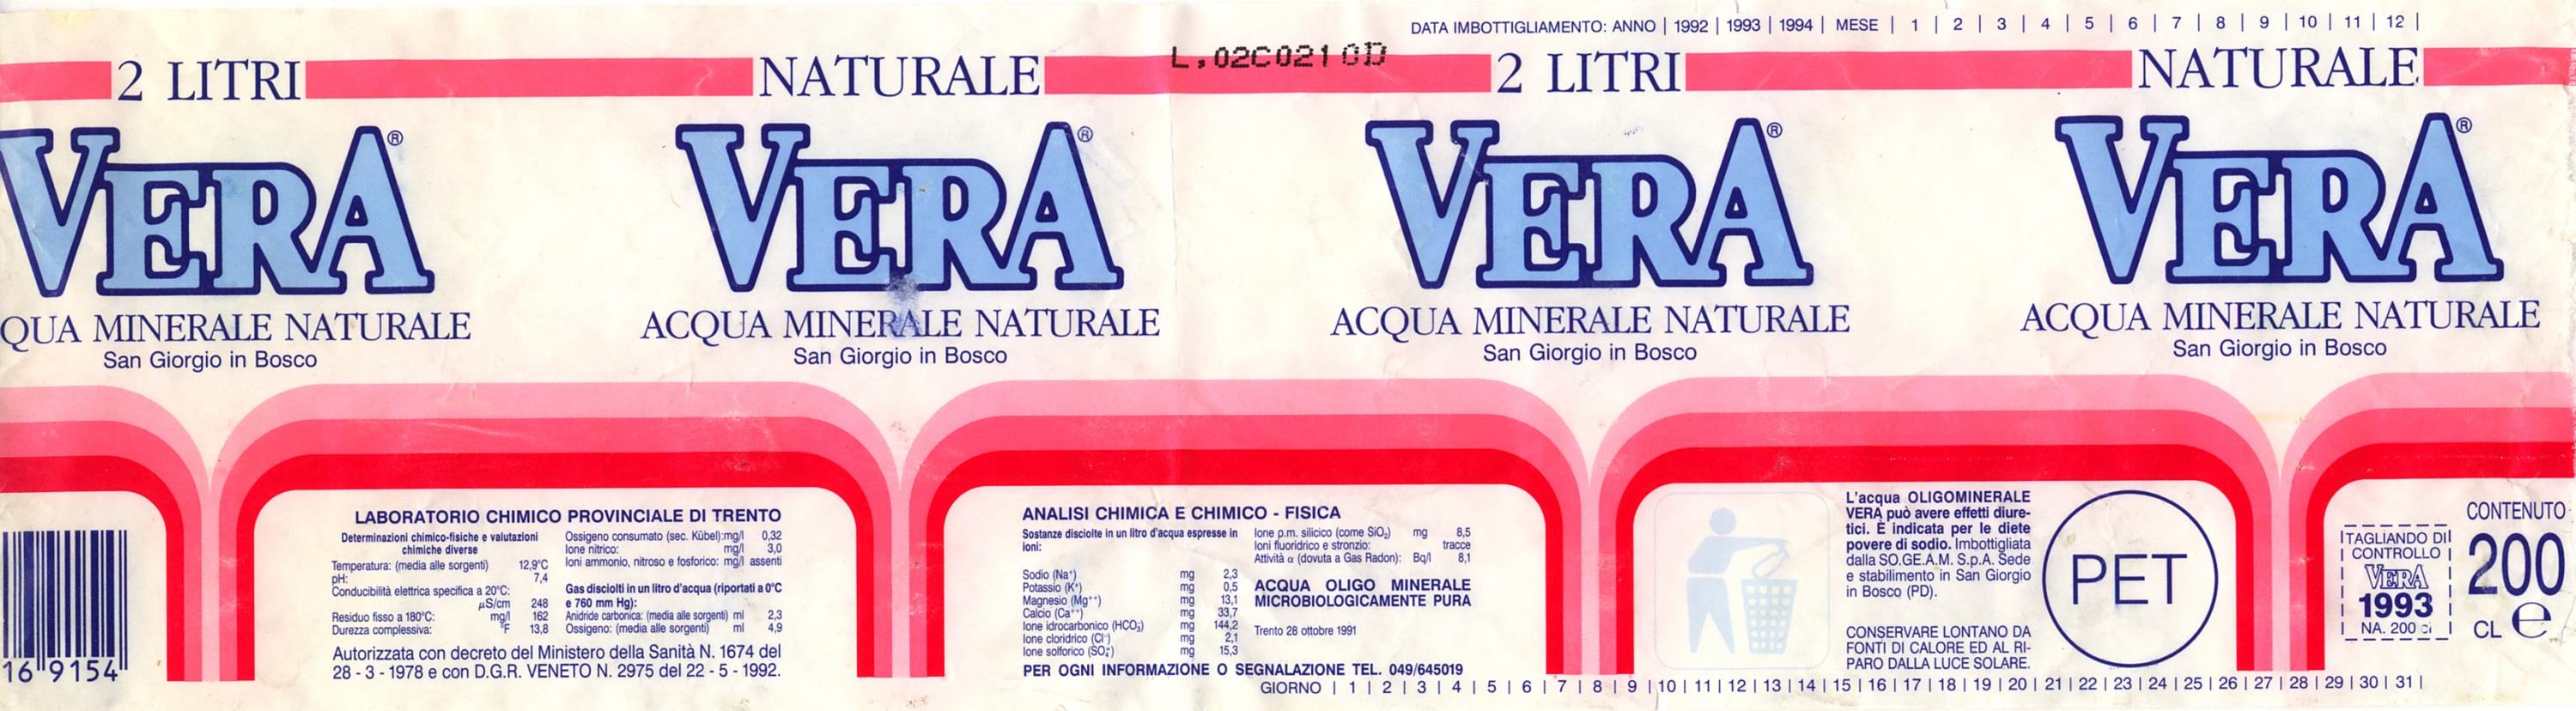 DATA IMBOTTIGLIAMENTO: ANNO | 1992 | 1993 | 1994 | MESE | 1 | 2 | 3 | 4 | 5 | 6 | 7 | 8 | 9 | 10 | 11 | 12 |
L,02C021 GD
2 LITRI
NATURALE
2 LITRI
NATURALE
VERA®
VERA®
VERA®
VERA®
QUA MINERALE NATURALE
San Giorgio in Bosco
ACQUA MINERALE NATURALE
San Giorgio in Bosco
ACQUA MINERALE NATURALE
San Giorgio in Bosco
ACQUA MINERALE NATURALE
San Giorgio in Bosco
16 9154
LABORATORIO CHIMICO PROVINCIALE DI TRENTO
Determinazioni chimico-fisiche e valutazioni
chimiche diverse
Temperatura: (media alle sorgenti) 12,9°C
pH: 7,4
Conducibilità elettrica specifica a 20°C:
µS/cm 248
Residuo fisso a 180°C: mg/l 162
Durezza complessiva: °F 13,8
Ossigeno consumato (sec. Kübel): mg/l 0,32
Ione nitrico: mg/l 3,0
Ioni ammonio, nitroso e fosforico: mg/l assenti
Gas disciolti in un litro d'acqua (riportati a 0°C
e 760 mm Hg):
Anidride carbonica: (media alle sorgenti) ml 2,3
Ossigeno: (media alle sorgenti) ml 4,9
Autorizzata con decreto del Ministero della Sanità N. 1674 del
28 - 3 - 1978 e con D.G.R. VENETO N. 2975 del 22 - 5 - 1992.
ANALISI CHIMICA E CHIMICO - FISICA
Sostanze disciolte in un litro d'acqua espresse in
ioni:
Sodio (Na⁺) mg 2,3
Potassio (K⁺) mg 0,5
Magnesio (Mg⁺⁺) mg 13,1
Calcio (Ca⁺⁺) mg 33,7
Ione idrocarbonico (HCO₃⁻) mg 144,2
Ione cloridrico (Cl⁻) mg 2,1
Ione solforico (SO₄⁻) mg 15,3
Ione p.m. silicico (come SiO₂) mg 8,5
Ioni fluoridrico e stronzio: tracce
Attività α (dovuta a Gas Radon): Bq/l 8,1
ACQUA OLIGO MINERALE
MICROBIOLOGICAMENTE PURA
Trento 28 ottobre 1991
PER OGNI INFORMAZIONE O SEGNALAZIONE TEL. 049/645019
L'acqua OLIGOMINERALE
VERA può avere effetti diure-
tici. È indicata per le diete
povere di sodio. Imbottigliata
dalla SO.GE.A.M. S.p.A. Sede
e stabilimento in San Giorgio
in Bosco (PD).
CONSERVARE LONTANO DA
FONTI DI CALORE ED AL RI-
PARO DALLA LUCE SOLARE.
PET
TAGLIANDO DI
CONTROLLO
VERA
1993
NA. 200 cl
CONTENUTO
200
CL e
GIORNO | 1 | 2 | 3 | 4 | 5 | 6 | 7 | 8 | 9 | 10 | 11 | 12 | 13 | 14 | 15 | 16 | 17 | 18 | 19 | 20 | 21 | 22 | 23 | 24 | 25 | 26 | 27 | 28 | 29 | 30 | 31 |